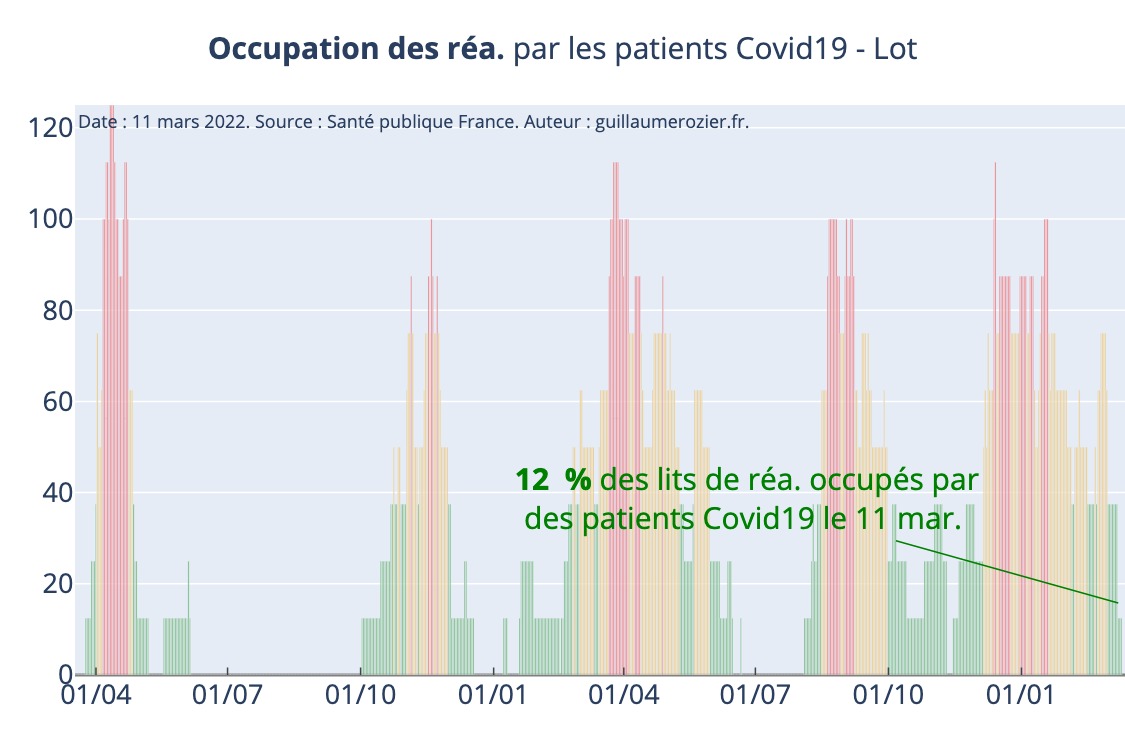 Occupation des réa. par les patients Covid19 - Lot
Date : 11 mars 2022. Source : Santé publique France. Auteur : guillaumerozier.fr.
120
100
80
60
40
20
0
12 % des lits de réa. occupés par
des patients Covid19 le 11 mar.
01/04 01/07 01/10 01/01 01/04 01/07 01/10 01/01